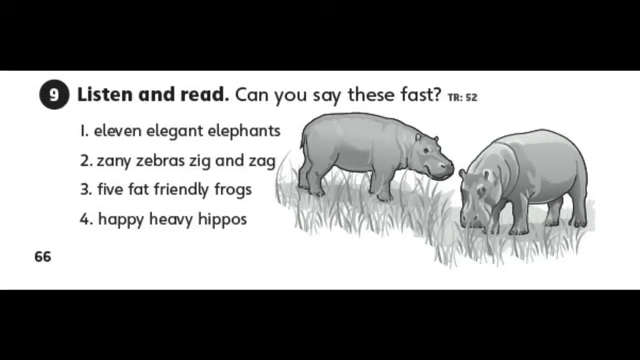 9 Listen and read. Can you say these fast? TR: 52
1. eleven elegant elephants
2. zany zebras zig and zag
3. five fat friendly frogs
4. happy heavy hippos
66